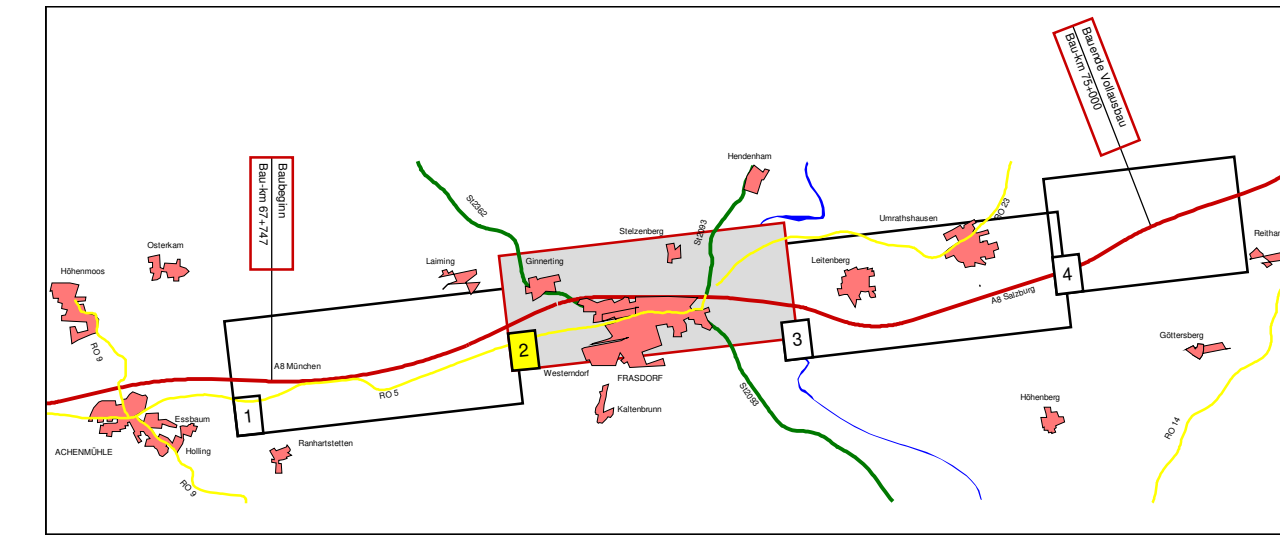 Bauende Vollausbau
Bau-km 75+000
Baubeginn
Bau-km 67+747
Hendenham
St2362
St2093
Stelzenberg
Umrathshausen
RO 23
Osterkam
Höhenmoos
Laiming
Ginnerting
Leitenberg
Reithar
4
A8 Salzburg
RO 9
2
3
Göttersberg
A8 München
Westerndorf
FRASDORF
RO 5
St2093
Kaltenbrunn
Höhenberg
1
Essbaum
RO 14
ACHENMÜHLE
Holling
Ranhartstetten
RO 9